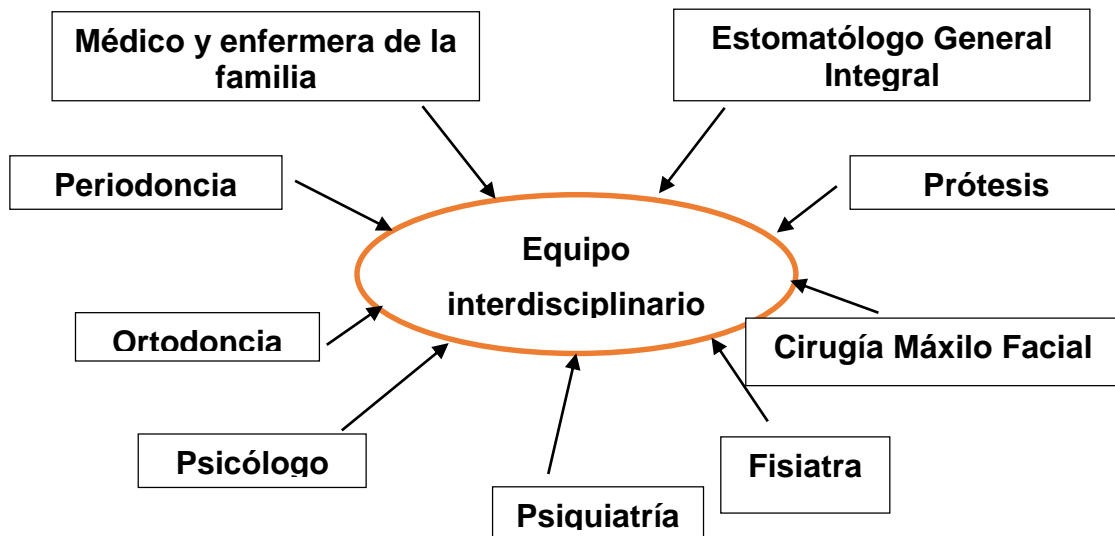 Médico y enfermera de la
familia
Estomatólogo General
Integral
Periodoncia
Prótesis
Equipo
interdisciplinario
Ortodoncia
Cirugía Máxilo Facial
Psicólogo
Fisiatra
Psiquiatría